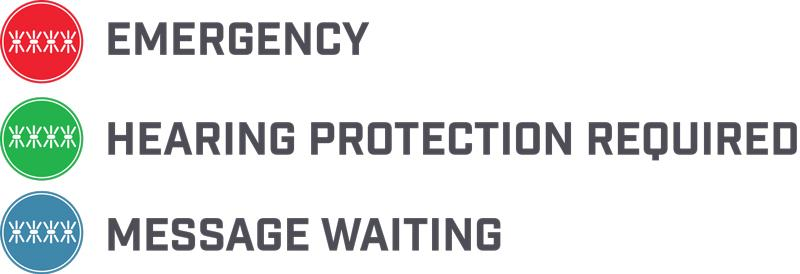 EMERGENCY
HEARING PROTECTION REQUIRED
MESSAGE WAITING